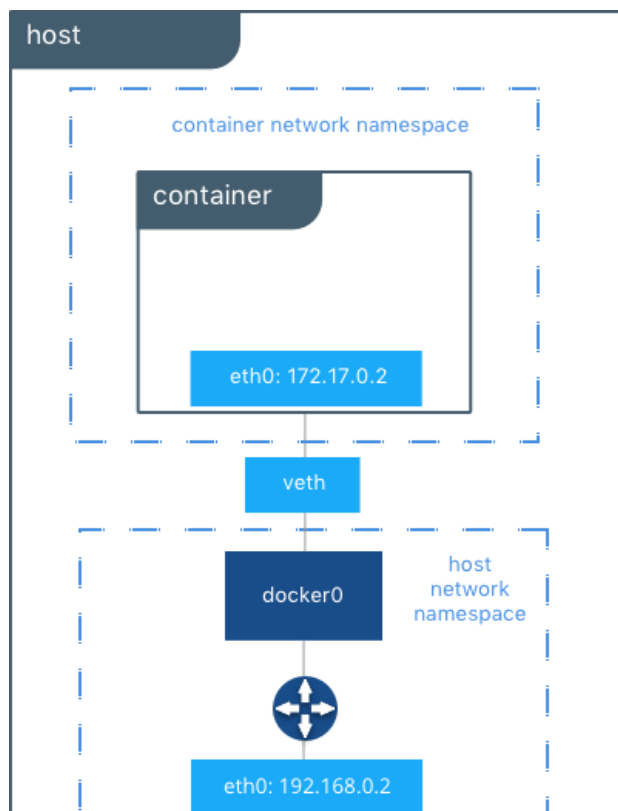 host
container network namespace
container
eth0: 172.17.0.2
veth
docker0
host
network
namespace
eth0: 192.168.0.2